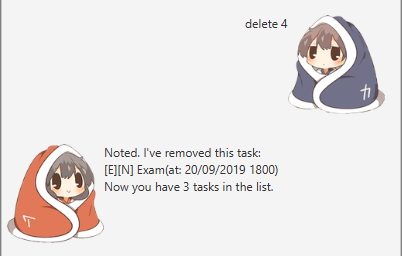 delete 4
カ
Noted. I've removed this task:
[E][N] Exam(at: 20/09/2019 1800)
Now you have 3 tasks in the list.